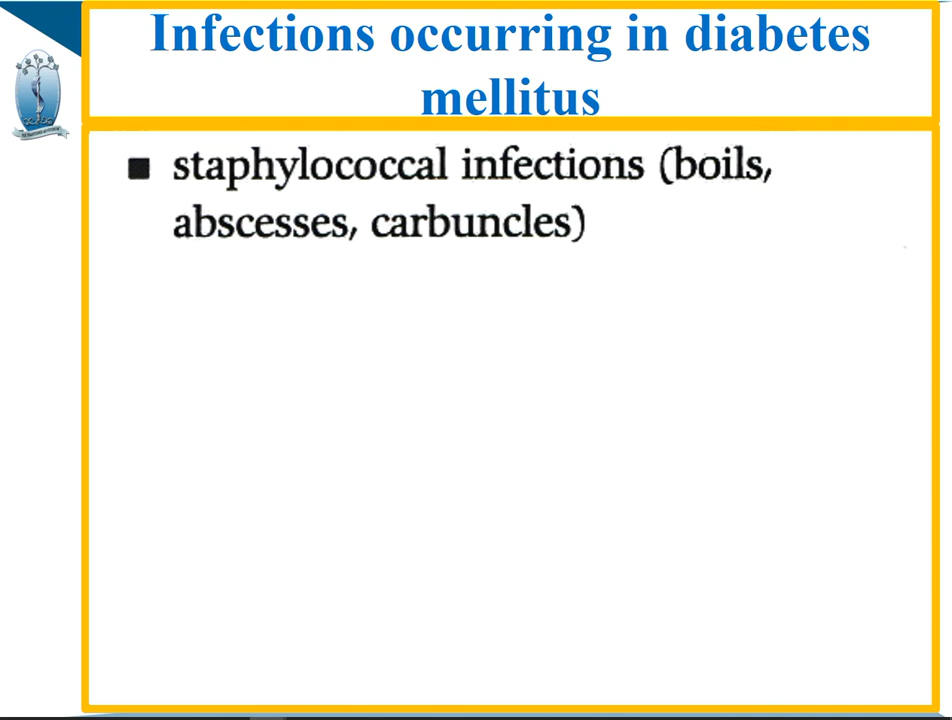 Infections occurring in diabetes
mellitus
■ staphylococcal infections (boils,
abscesses, carbuncles)